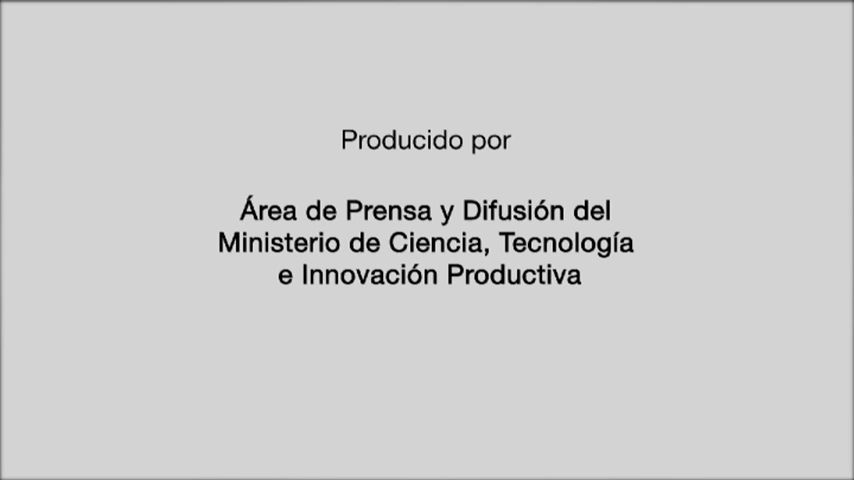 Producido por
Área de Prensa y Difusión del
Ministerio de Ciencia, Tecnología
e Innovación Productiva